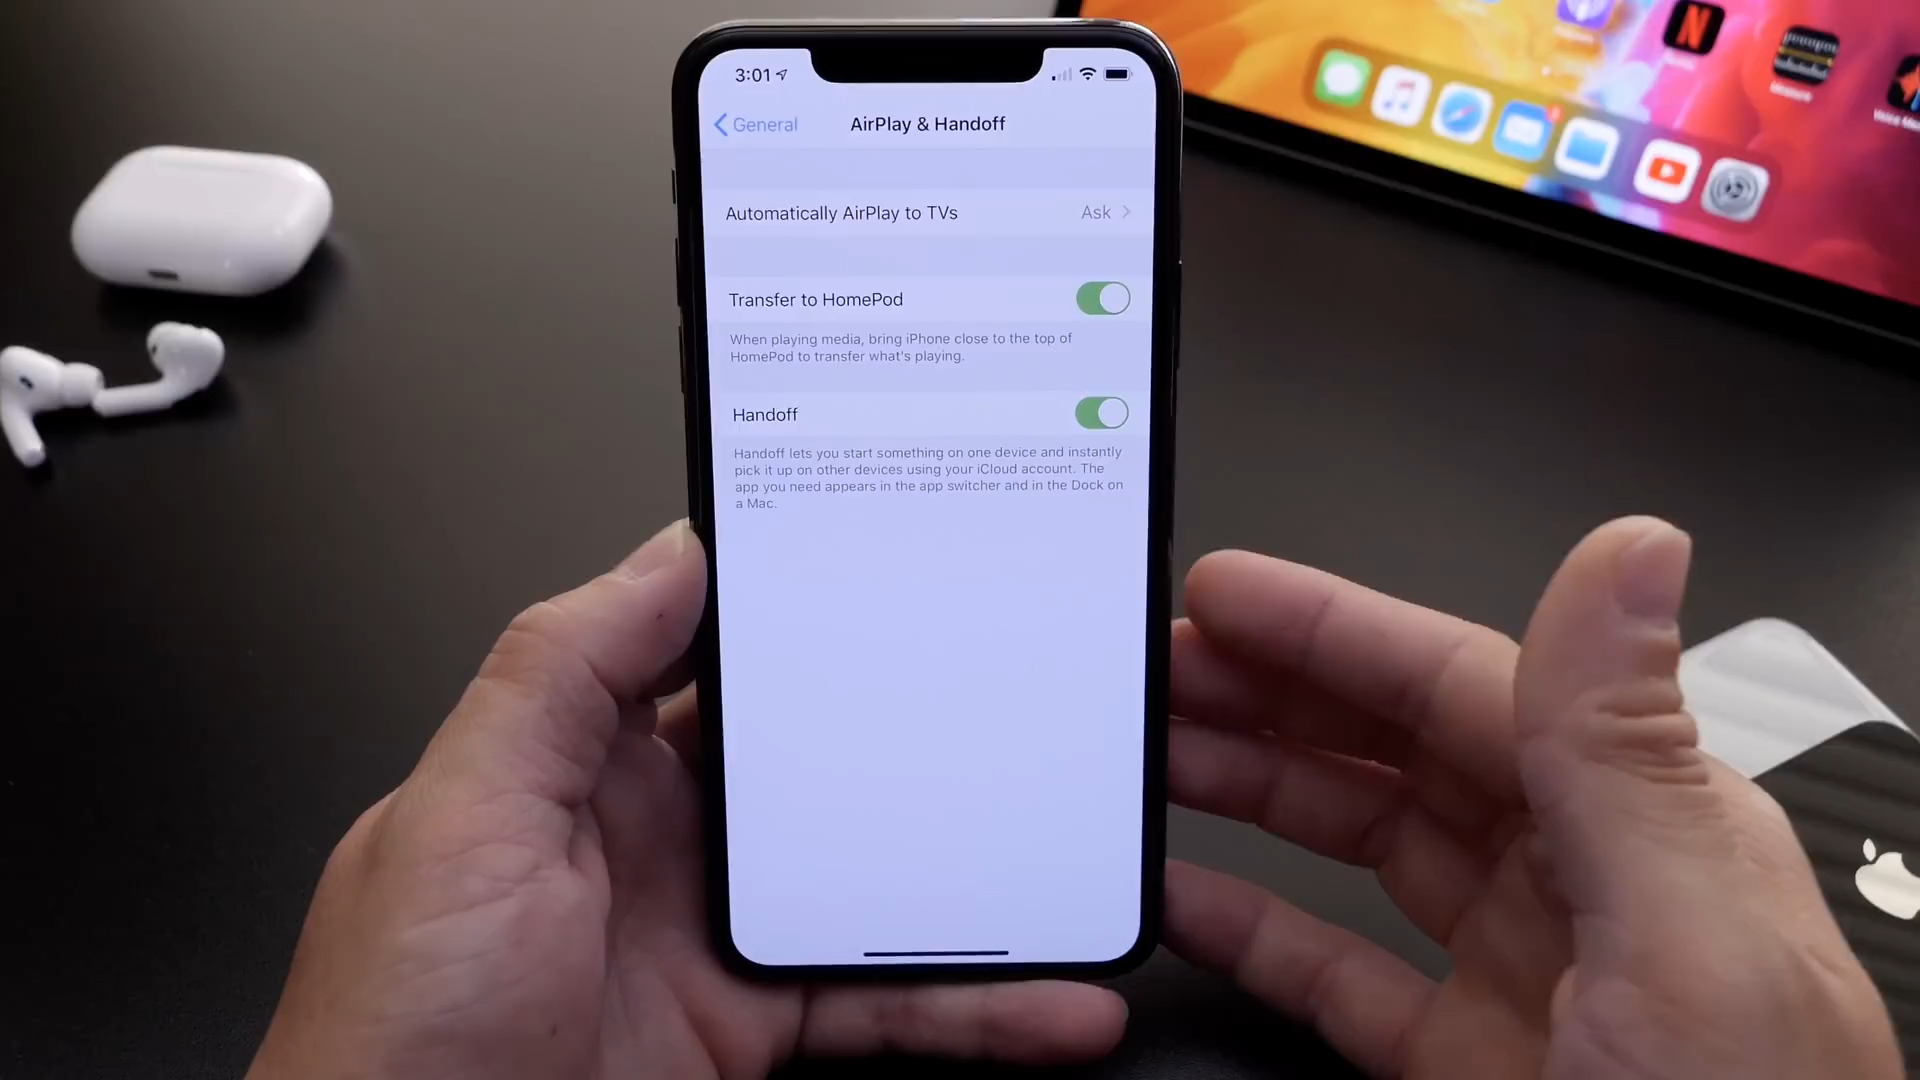 3:01
General
AirPlay & Handoff
Automatically AirPlay to TVs
Ask
Transfer to HomePod
When playing media, bring iPhone close to the top of
HomePod to transfer what's playing.
Handoff
Handoff lets you start something on one device and instantly
pick it up on other devices using your iCloud account. The
app you need appears in the app switcher and in the Dock on
a Mac.